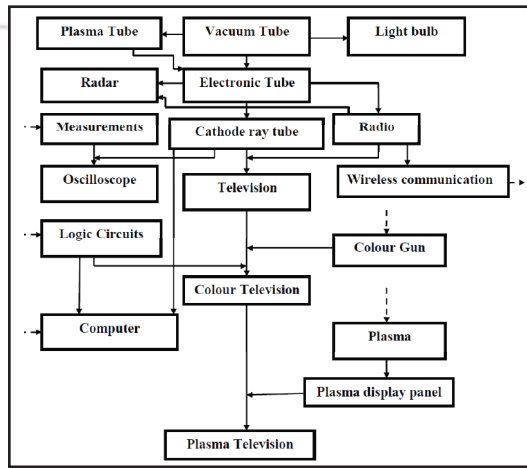 Plasma Tube
Vacuum Tube
Light bulb
Radar
Electronic Tube
Measurements
Cathode ray tube
Radio
Oscilloscope
Television
Wireless communication
Logic Circuits
Colour Gun
Colour Television
Computer
Plasma
Plasma display panel
Plasma Television